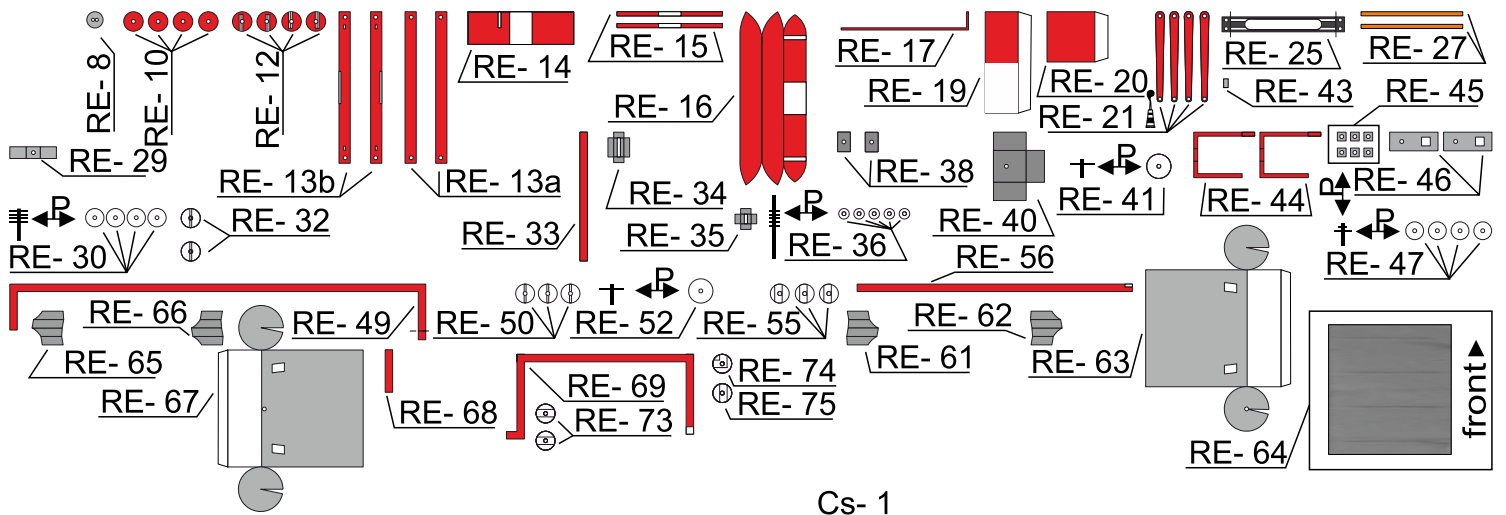 RE- 8
RE- 10
RE- 12
RE- 13b
RE- 13a
RE- 14
RE- 15
RE- 16
RE- 17
RE- 19
RE- 20
RE- 21
RE- 25
RE- 27
RE- 43
RE- 45
RE- 29
RE- 32
RE- 33
RE- 34
RE- 35
RE- 38
RE- 40
P
RE- 41
RE- 44
RE- 46
P
RE- 30
P
RE- 36
P
P
RE- 47
RE- 56
RE- 66
RE- 49
RE- 50
P
RE- 52
RE- 55
RE- 62
RE- 65
RE- 61
RE- 63
RE- 67
RE- 68
RE- 69
RE- 73
RE- 74
RE- 75
RE- 64
front
Cs- 1